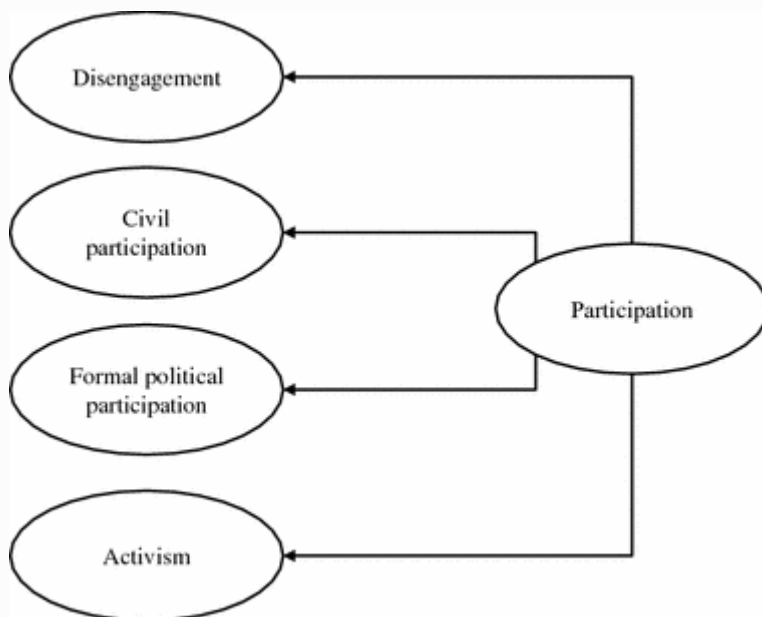 Disengagement
Civil
participation
Participation
Formal political
participation
Activism